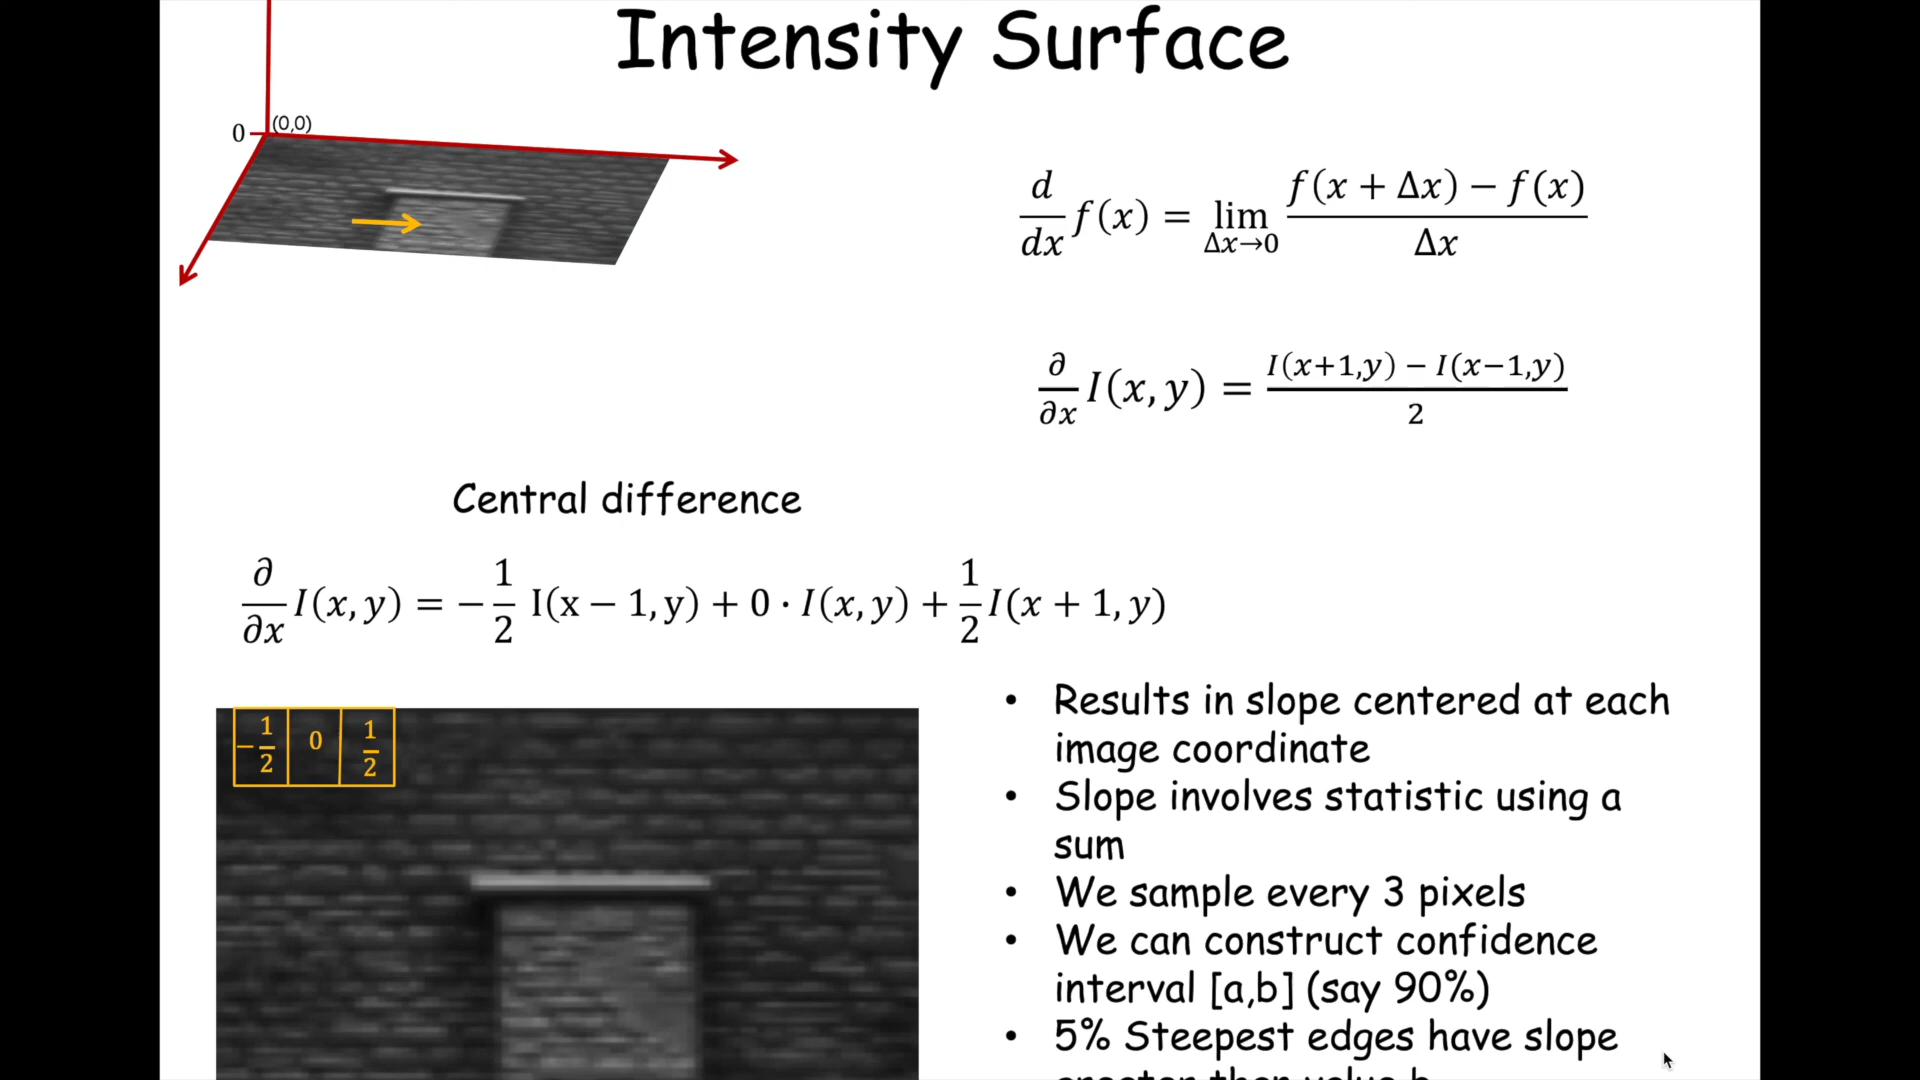 Intensity Surface
0
(0,0)
d/dx f(x) = lim Δx→0 f(x + Δx) − f(x) / Δx
∂/∂x I(x, y) = I(x+1,y) − I(x−1,y) / 2
Central difference
∂/∂x I(x, y) = − 1/2 I(x − 1, y) + 0 · I(x, y) + 1/2 I(x + 1, y)
− 1/2 0 1/2
• Results in slope centered at each
image coordinate
• Slope involves statistic using a
sum
• We sample every 3 pixels
• We can construct confidence
interval [a,b] (say 90%)
• 5% Steepest edges have slope